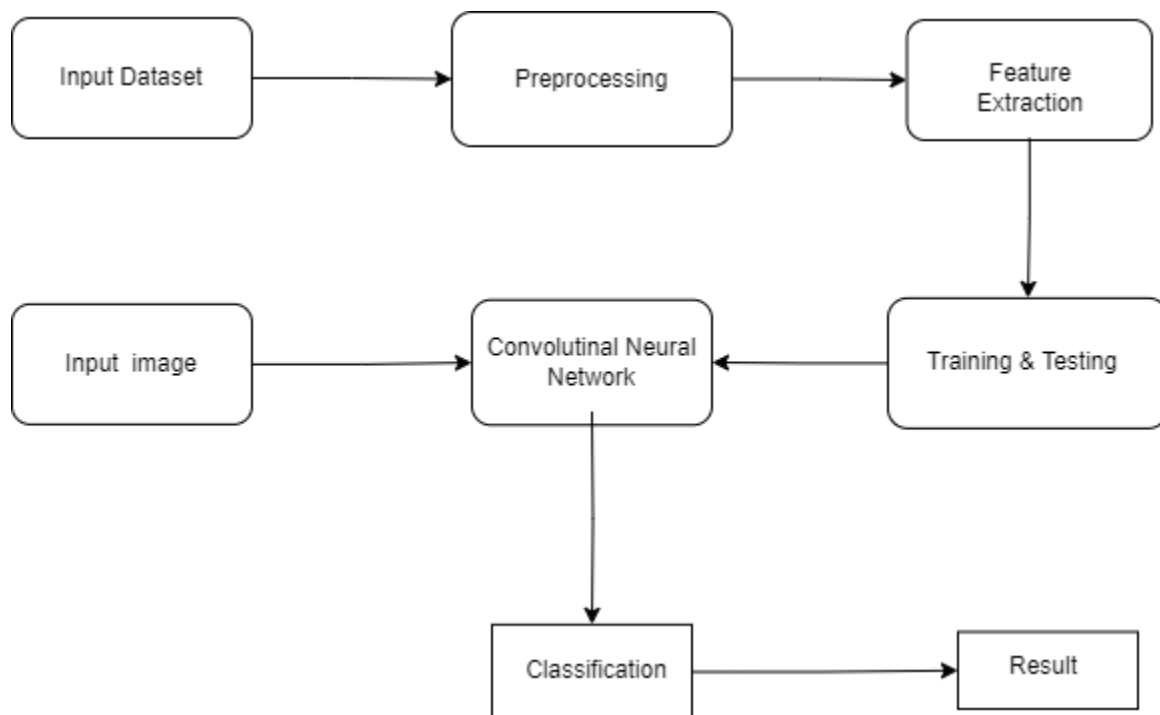 Input Dataset
Preprocessing
Feature
Extraction
Input  image
Convolutinal Neural
Network
Training & Testing
Classification
Result